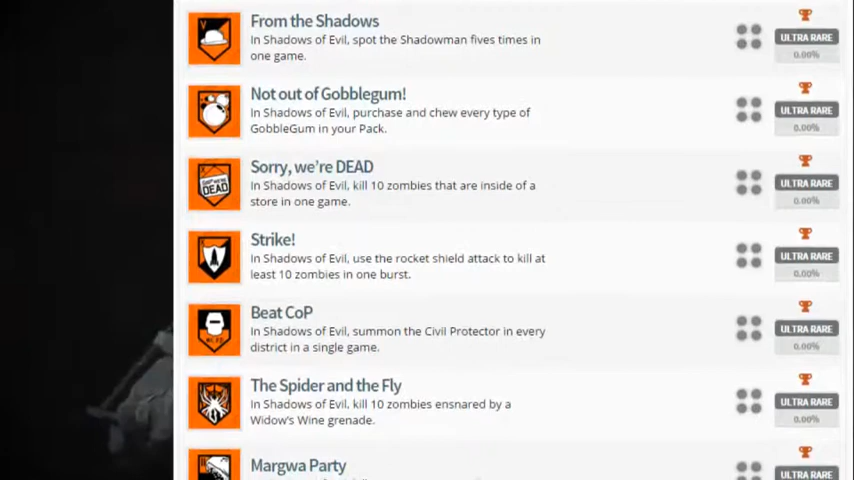 From the Shadows
In Shadows of Evil, spot the Shadowman fives times in
one game.
ULTRA RARE
0.00%
Not out of Gobblegum!
In Shadows of Evil, purchase and chew every type of
GobbleGum in your Pack.
ULTRA RARE
0.00%
Sorry, we're DEAD
In Shadows of Evil, kill 10 zombies that are inside of a
store in one game.
DEAD
ULTRA RARE
0.00%
Strike!
In Shadows of Evil, use the rocket shield attack to kill at
least 10 zombies in one burst.
ULTRA RARE
0.00%
Beat CoP
In Shadows of Evil, summon the Civil Protector in every
district in a single game.
ULTRA RARE
0.00%
The Spider and the Fly
In Shadows of Evil, kill 10 zombies ensnared by a
Widow's Wine grenade.
ULTRA RARE
0.00%
Margwa Party
ULTRA RARE